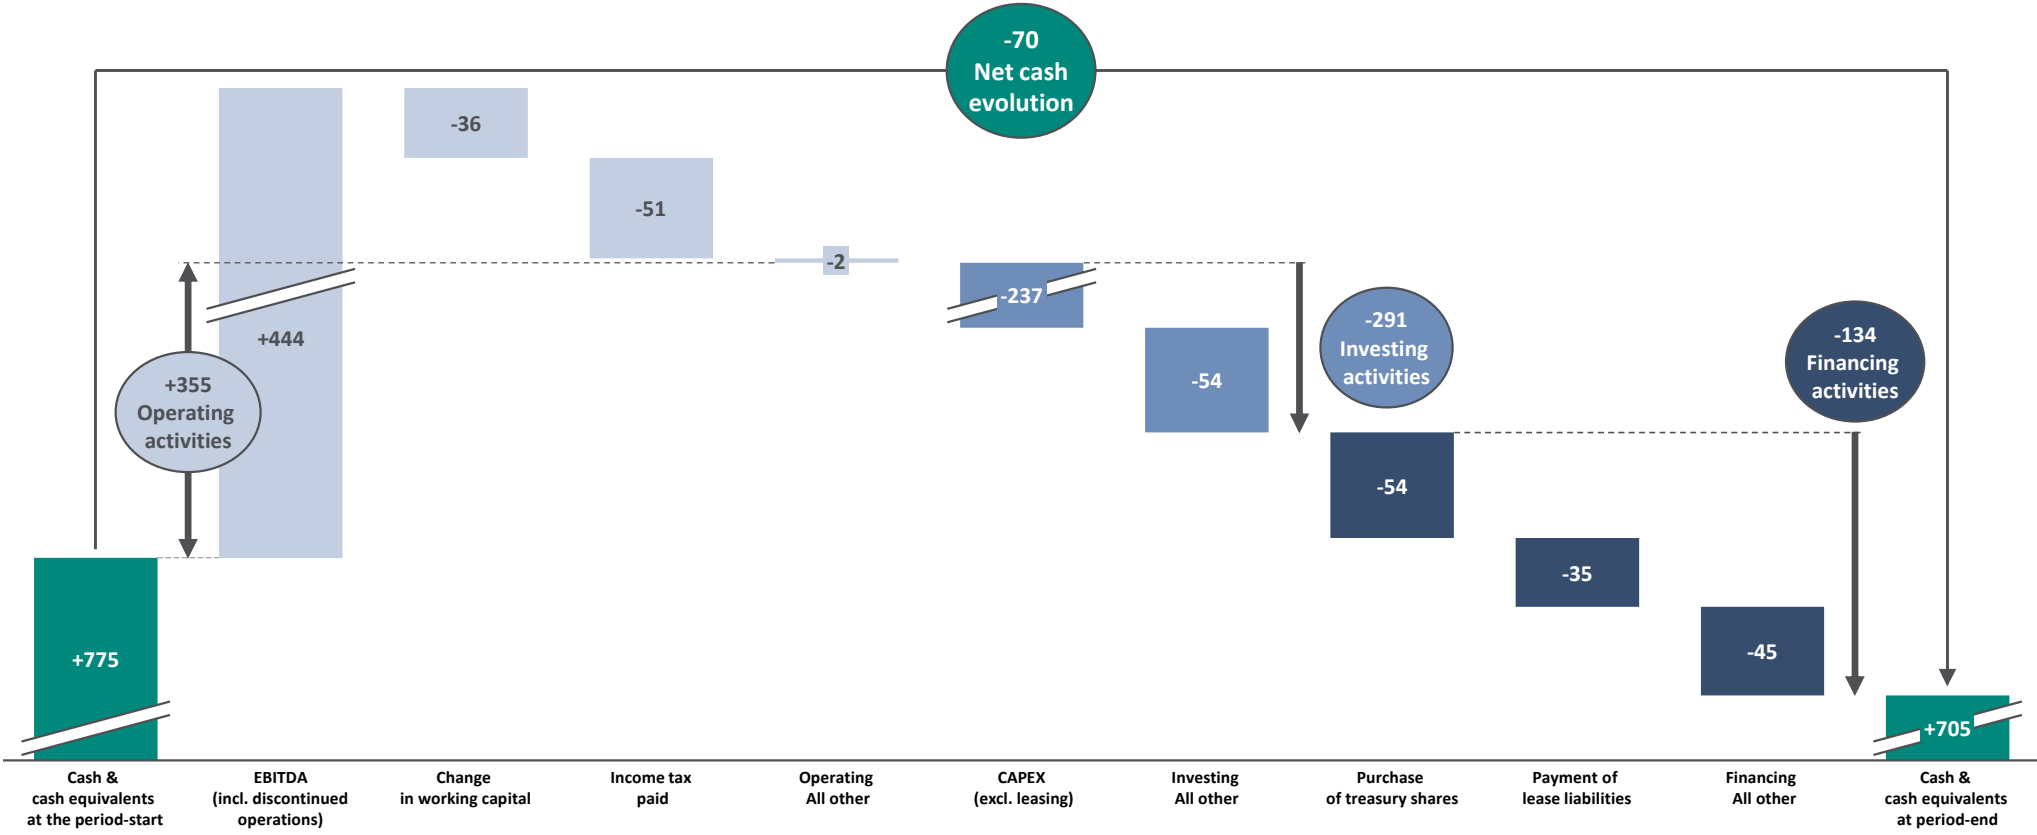 -70
Net cash
evolution
-36
-51
-2
+444
+355
Operating
activities
-237
-54
-291
Investing
activities
-134
Financing
activities
-54
-35
-45
+775
+705
Cash &
cash equivalents
at the period-start
EBITDA
(incl. discontinued
operations)
Change
in working capital
Income tax
paid
Operating
All other
CAPEX
(excl. leasing)
Investing
All other
Purchase
of treasury shares
Payment of
lease liabilities
Financing
All other
Cash &
cash equivalents
at period-end